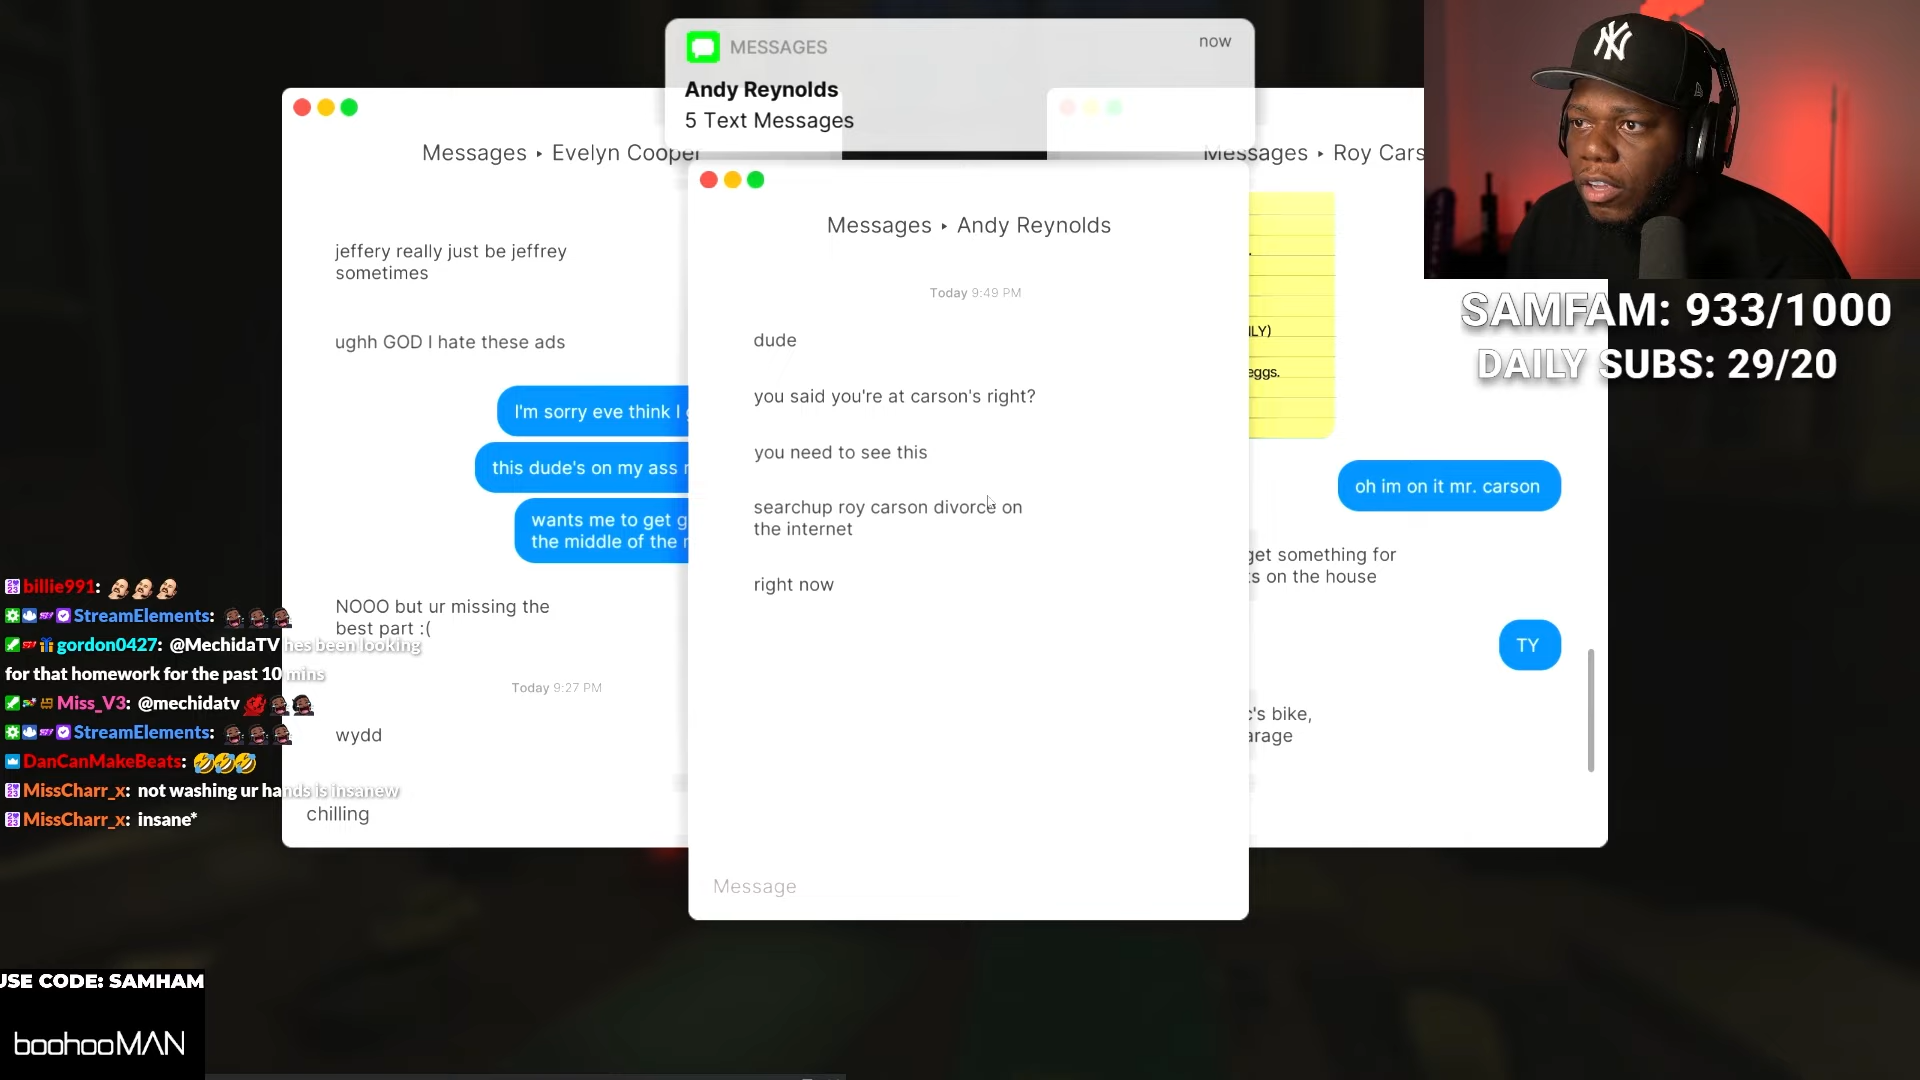 MESSAGES
now
Andy Reynolds
5 Text Messages
Messages ‣ Evelyn Cooper
jeffery really just be jeffrey
sometimes
ughh GOD I hate these ads
I'm sorry eve think I
this dude's on my ass
wants me to get
the middle of the
NOOO but ur missing the
best part :(
Today 9:27 PM
wydd
chilling
Messages ‣ Andy Reynolds
Today 9:49 PM
dude
you said you're at carson's right?
you need to see this
searchup roy carson divorce on
the internet
right now
Message
Messages ‣ Roy Cars
LY)
eggs.
oh im on it mr. carson
get something for
s on the house
TY
c's bike,
arage
SAMFAM: 933/1000
DAILY SUBS: 29/20
billie991:
StreamElements:
gordon0427: @MechidaTV hes been looking
for that homework for the past 10 mins
Miss_V3: @mechidatv
StreamElements:
DanCanMakeBeats:
MissCharr_x: not washing ur hands is insanew
MissCharr_x: insane*
USE CODE: SAMHAM
boohooMAN
NY